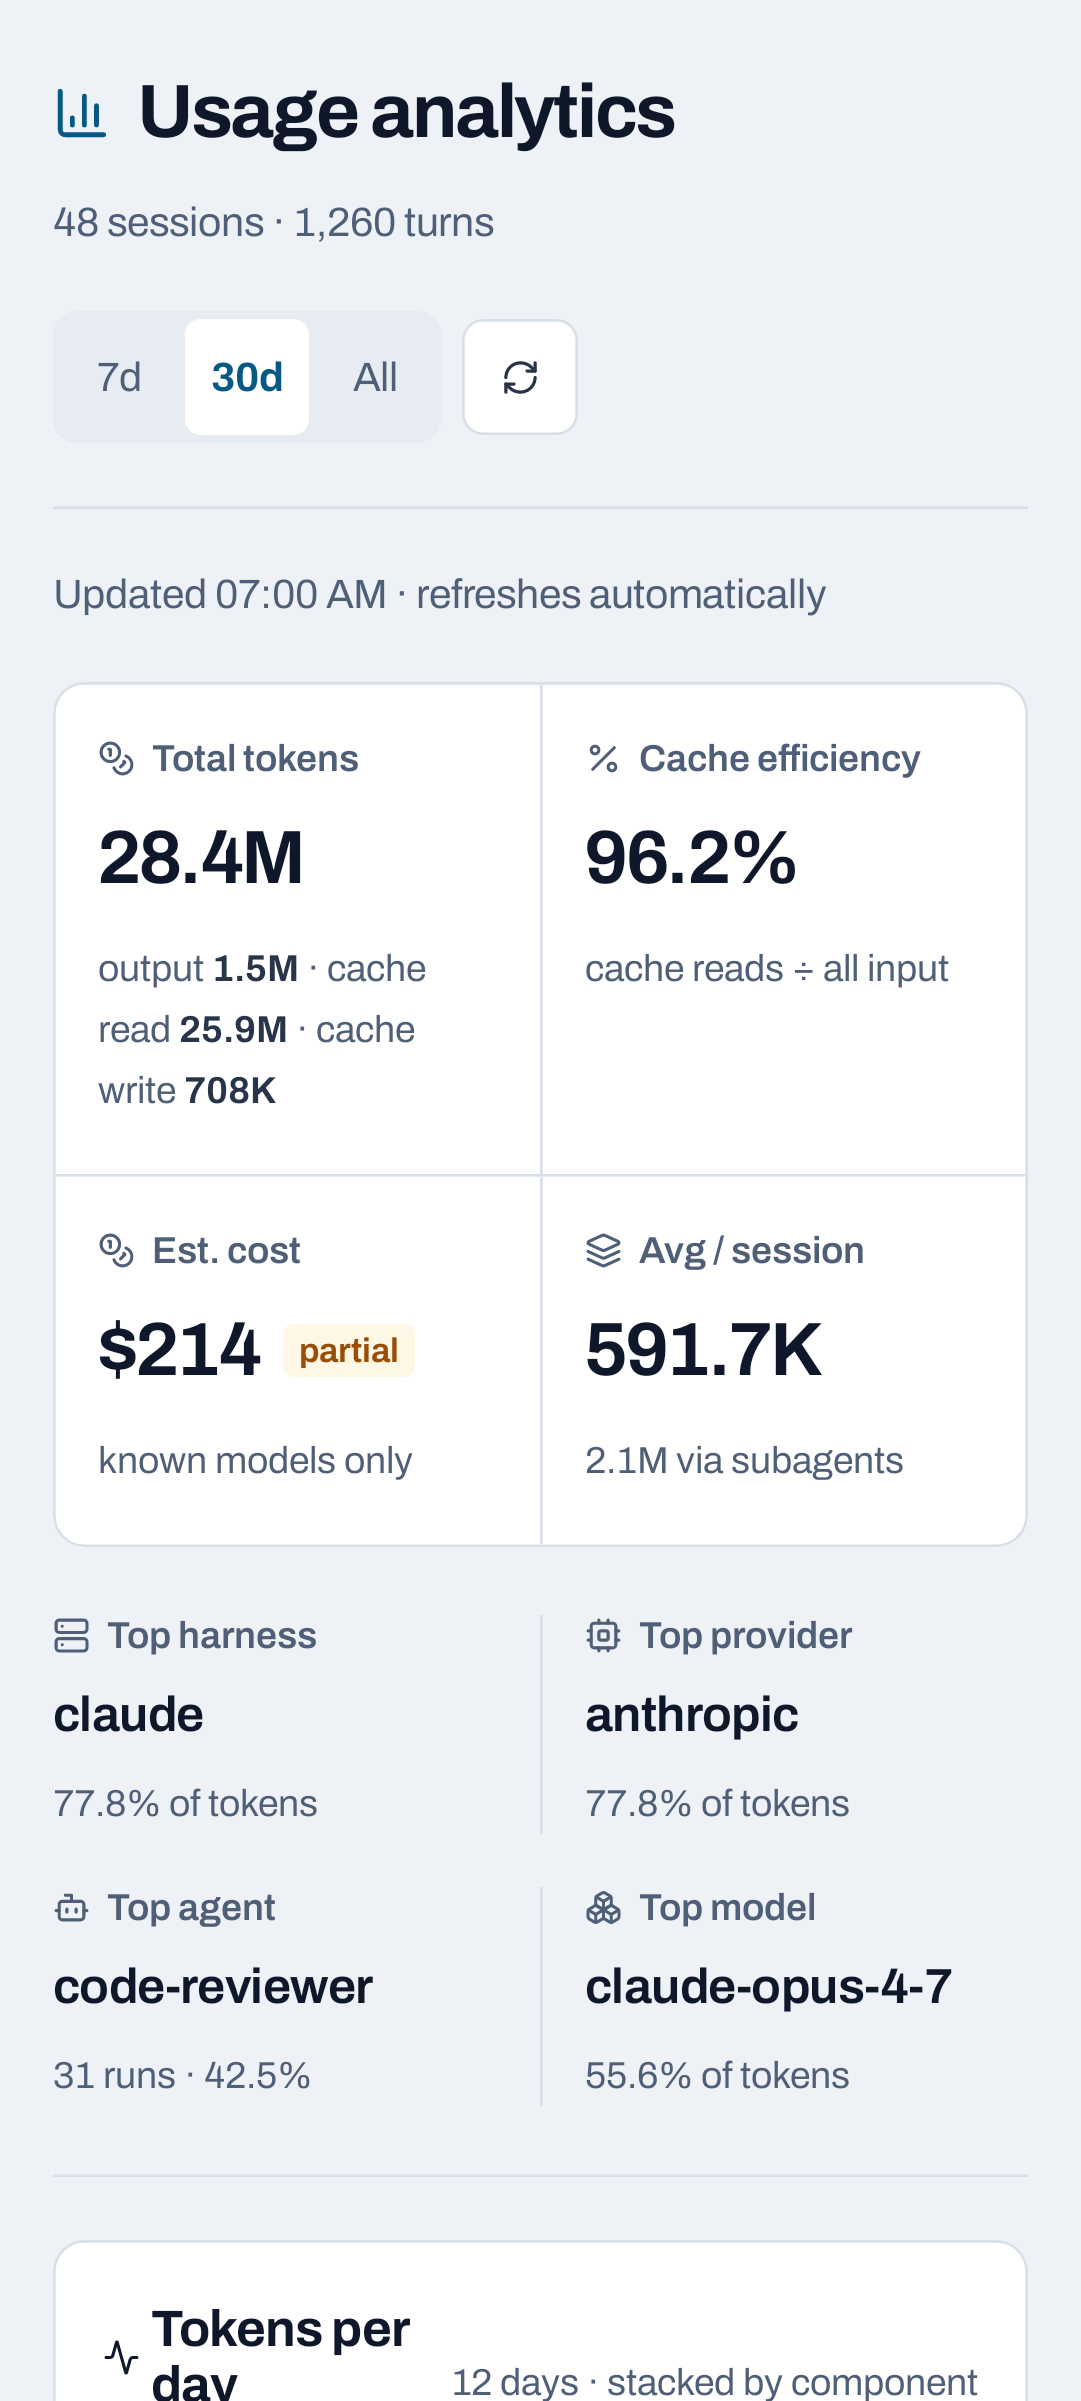 Usage analytics
48 sessions · 1,260 turns
7d 30d All
Updated 07:00 AM · refreshes automatically
Total tokens
28.4M
output 1.5M · cache
read 25.9M · cache
write 708K
Cache efficiency
96.2%
cache reads ÷ all input
Est. cost
$214 partial
known models only
Avg / session
591.7K
2.1M via subagents
Top harness
claude
77.8% of tokens
Top provider
anthropic
77.8% of tokens
Top agent
code-reviewer
31 runs · 42.5%
Top model
claude-opus-4-7
55.6% of tokens
Tokens per
day
12 days · stacked by component